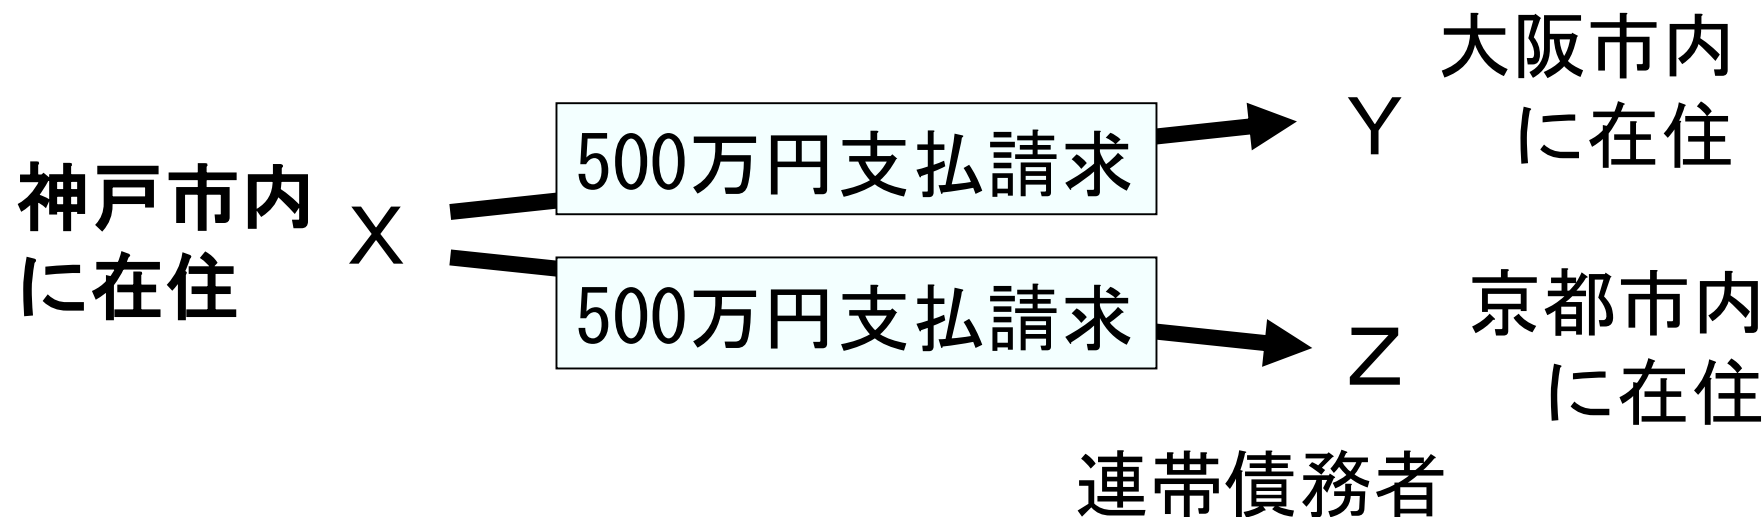 神戸市内
に在住
X
500万円支払請求
Y
大阪市内
に在住
500万円支払請求
Z
京都市内
に在住
連帯債務者